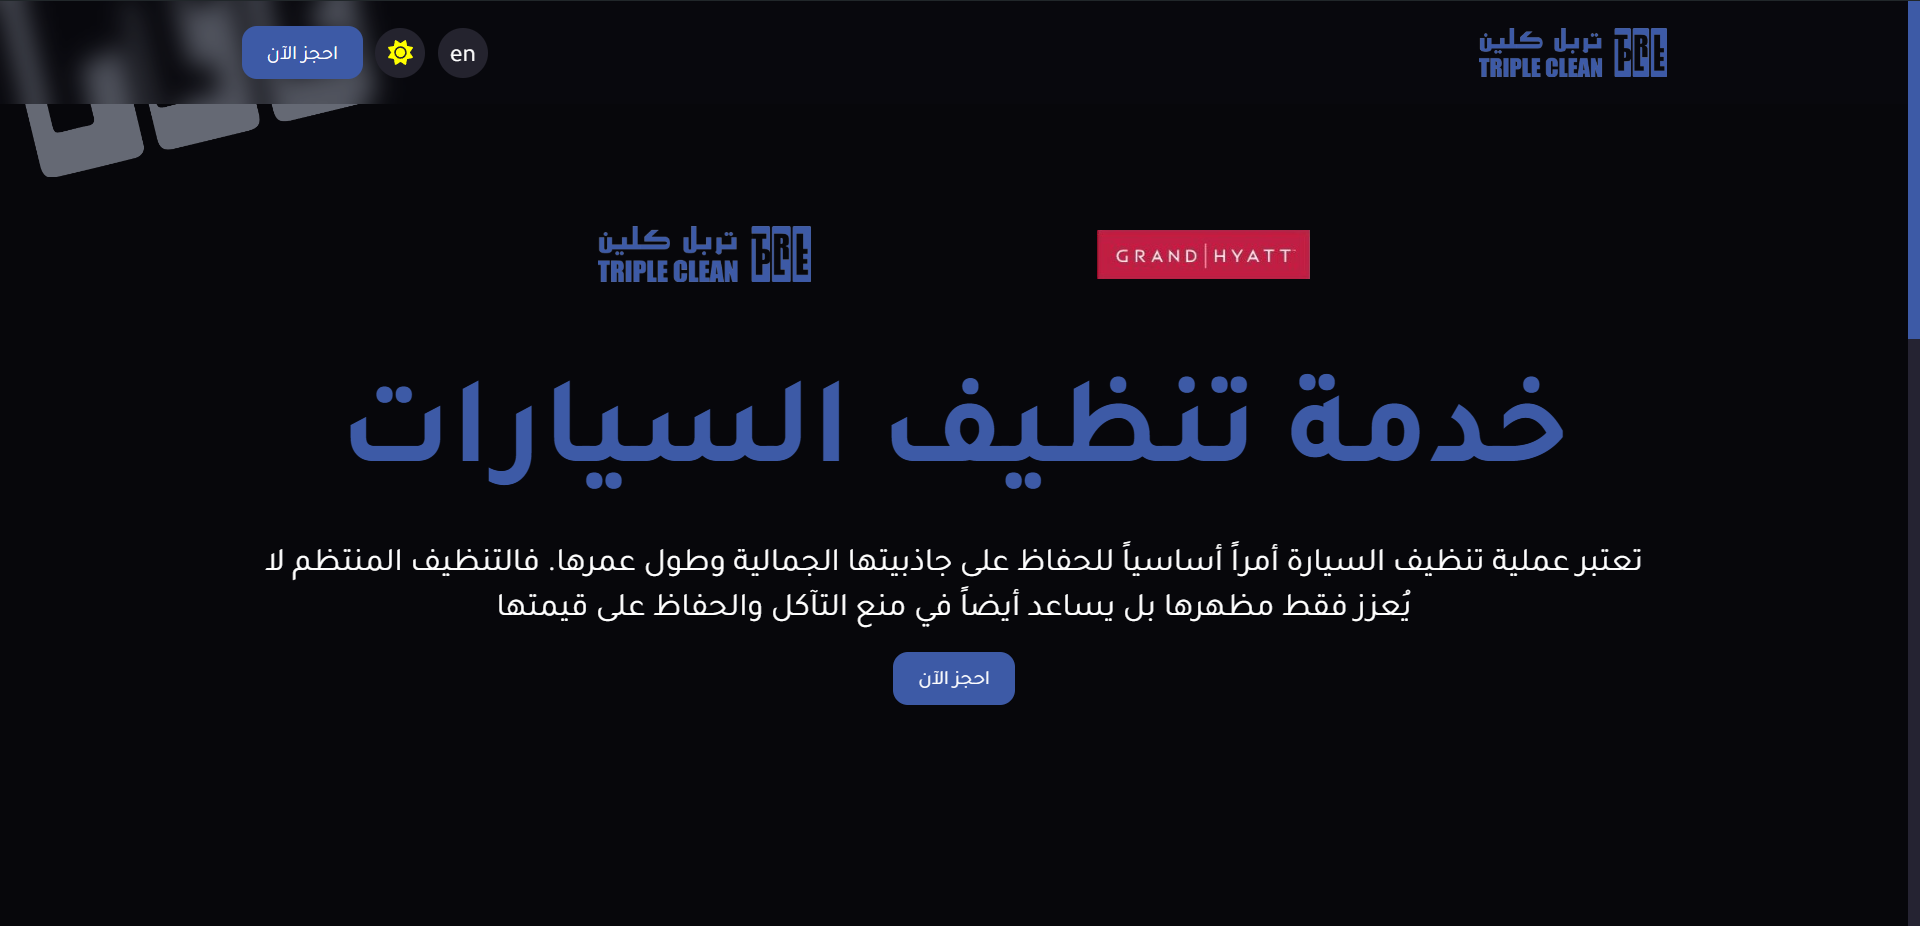 تربل كلين
TRIPLE CLEAN
TRPLE
en
احجز الآن
GRAND HYATT
تربل كلين
TRIPLE CLEAN
TRPLE
خدمة تنظيف السيارات
تعتبر عملية تنظيف السيارة أمراً أساسياً للحفاظ على جاذبيتها الجمالية وطول عمرها. فالتنظيف المنتظم لا
يُعزز فقط مظهرها بل يساعد أيضاً في منع التآكل والحفاظ على قيمتها
احجز الآن